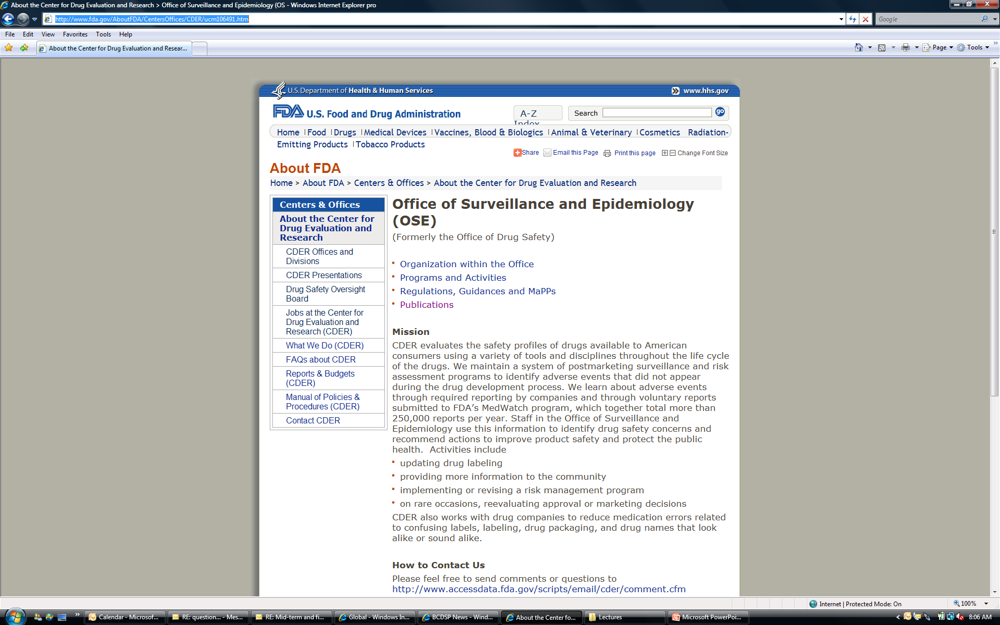 About the Center for Drug Evaluation and Research > Office of Surveillance and Epidemiology (OS - Windows Internet Explorer pro
http://www.fda.gov/AboutFDA/CentersOffices/CDER/ucm106491.htm
Google
File Edit View Favorites Tools Help
About the Center for Drug Evaluation and Resear...
Page Tools
U.S. Department of Health & Human Services
www.hhs.gov
FDA U.S. Food and Drug Administration
A-Z Index
Search
go
Home | Food | Drugs | Medical Devices | Vaccines, Blood & Biologics | Animal & Veterinary | Cosmetics Radiation-
Emitting Products | Tobacco Products
Share Email this Page Print this page Change Font Size
About FDA
Home > About FDA > Centers & Offices > About the Center for Drug Evaluation and Research
Centers & Offices
About the Center for
Drug Evaluation and
Research
CDER Offices and
Divisions
CDER Presentations
Drug Safety Oversight
Board
Jobs at the Center for
Drug Evaluation and
Research (CDER)
What We Do (CDER)
FAQs about CDER
Reports & Budgets
(CDER)
Manual of Policies &
Procedures (CDER)
Contact CDER
Office of Surveillance and Epidemiology
(OSE)
(Formerly the Office of Drug Safety)
• Organization within the Office
• Programs and Activities
• Regulations, Guidances and MaPPs
• Publications
Mission
CDER evaluates the safety profiles of drugs available to American
consumers using a variety of tools and disciplines throughout the life cycle
of the drugs. We maintain a system of postmarketing surveillance and risk
assessment programs to identify adverse events that did not appear
during the drug development process. We learn about adverse events
through required reporting by companies and through voluntary reports
submitted to FDA’s MedWatch program, which together total more than
250,000 reports per year. Staff in the Office of Surveillance and
Epidemiology use this information to identify drug safety concerns and
recommend actions to improve product safety and protect the public
health.  Activities include
• updating drug labeling
• providing more information to the community
• implementing or revising a risk management program
• on rare occasions, reevaluating approval or marketing decisions
CDER also works with drug companies to reduce medication errors related
to confusing labels, labeling, drug packaging, and drug names that look
alike or sound alike.
How to Contact Us
Please feel free to send comments or questions to
http://www.accessdata.fda.gov/scripts/email/cder/comment.cfm
Internet | Protected Mode: On
100%
Calendar - Microsof...
RE: question... - Mes...
RE: Mid-term and fi...
Global - Windows In...
BCDSP News - Wind...
About the Center fo...
Lectures
Microsoft PowerPoi...
8:06 AM